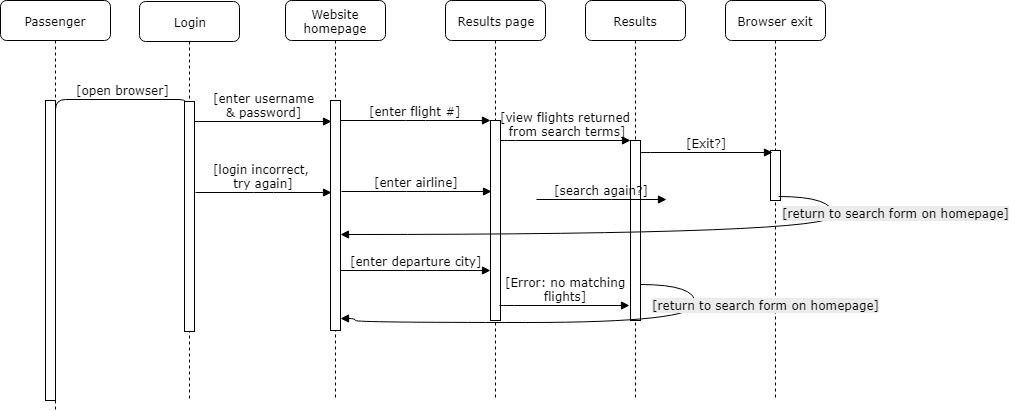 Passenger
Login
Website
homepage
Results page
Results
Browser exit
[open browser]
[enter username
& password]
[enter flight #]
[view flights returned
from search terms]
[Exit?]
[login incorrect,
try again]
[enter airline]
[search again?]
[return to search form on homepage]
[enter departure city]
[Error: no matching
flights]
[return to search form on homepage]